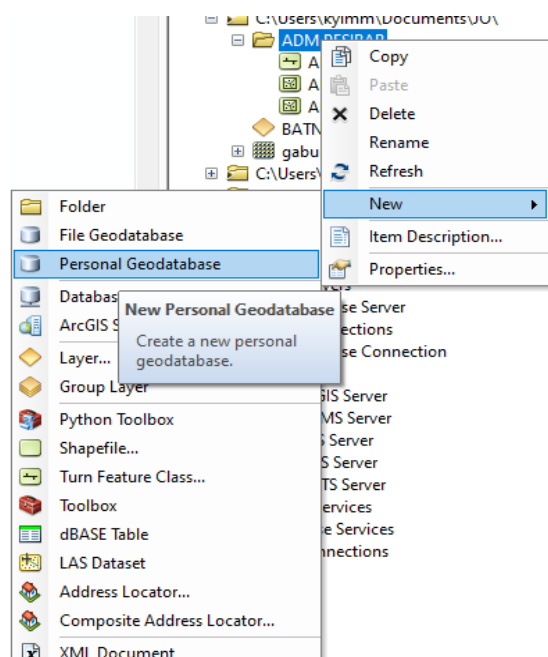 C:\Users\kyimm\Documents\JO\
ADM PESIBAR
A
A
A
BATN
gabu
C:\Users\
Copy
Paste
Delete
Rename
Refresh
New
Item Description...
Properties...
Folder
File Geodatabase
Personal Geodatabase
Databas
ArcGIS S
Layer...
Group Layer
Python Toolbox
Shapefile...
Turn Feature Class...
Toolbox
dBASE Table
LAS Dataset
Address Locator...
Composite Address Locator...
XML Document
New Personal Geodatabase
Create a new personal
geodatabase.
vers
se Server
ections
se Connection
GIS Server
MS Server
S Server
S Server
TS Server
ervices
e Services
nnections